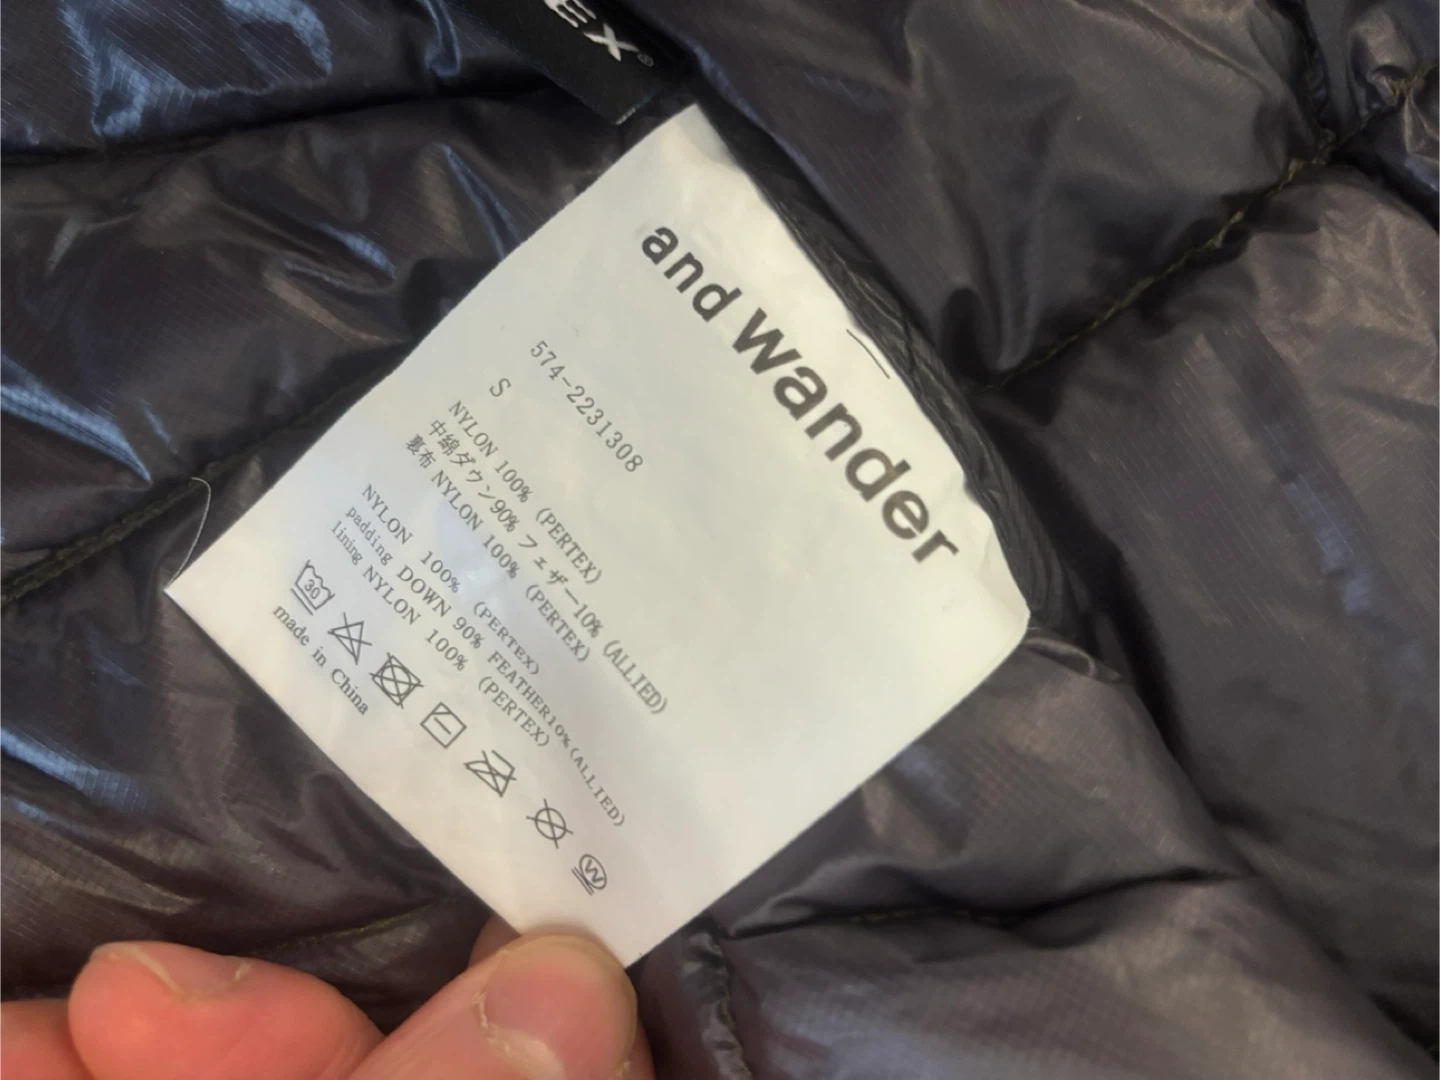 EX®
and wander
574-2231308
S
NYLON 100% (PERTEX)
中綿ダウン90% フェザー10% (ALLIED)
裏布 NYLON 100% (PERTEX)
NYLON 100% (PERTEX)
padding DOWN 90% FEATHER10% (ALLIED)
lining NYLON 100% (PERTEX)
30
W
made in China